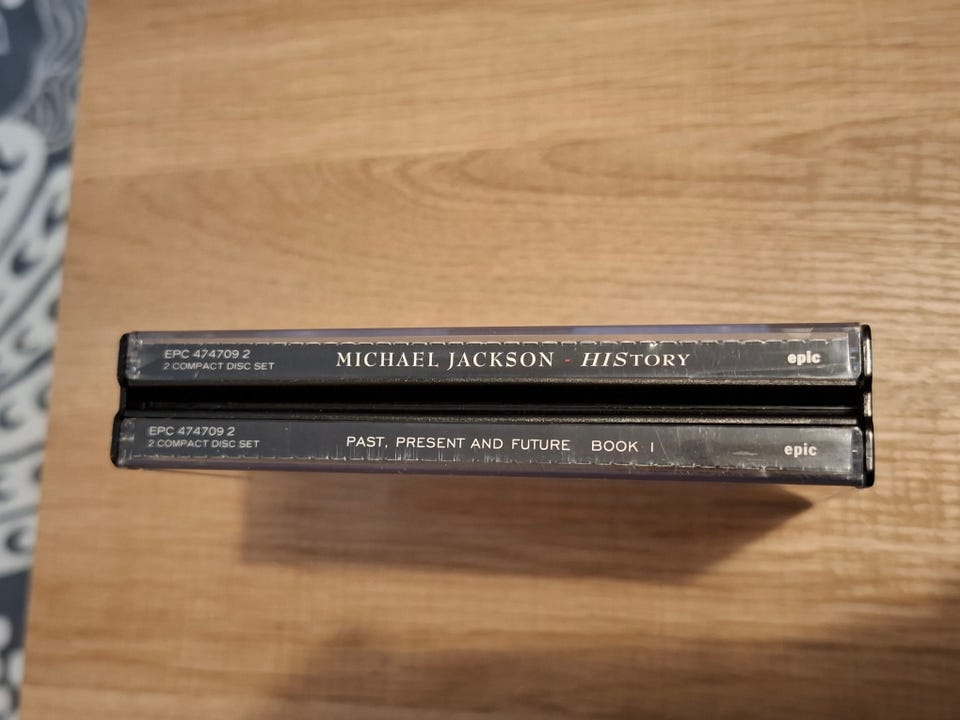 EPC 474709 2
2 COMPACT DISC SET
MICHAEL JACKSON - HISTORY
epic
EPC 474709 2
2 COMPACT DISC SET
PAST, PRESENT AND FUTURE BOOK I
epic